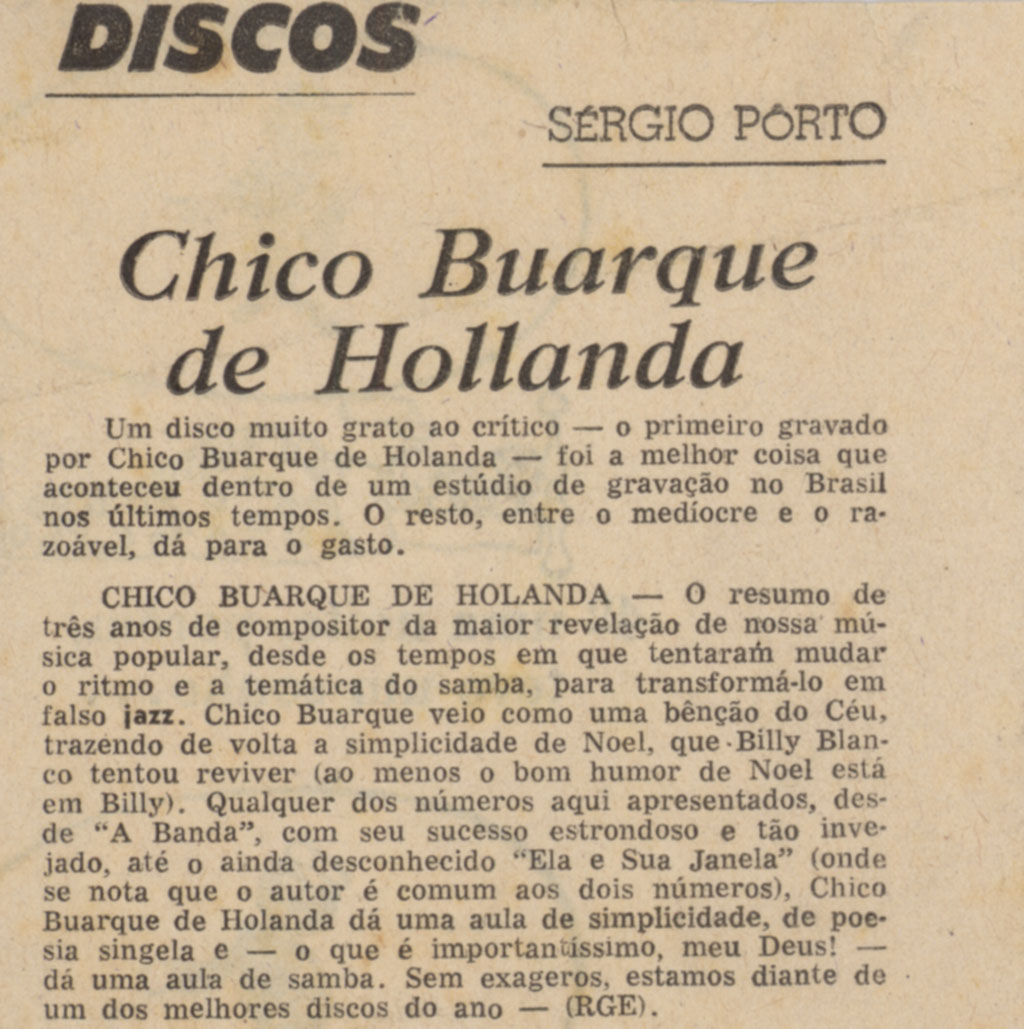 DISCOS
SÉRGIO PÔRTO
Chico Buarque
de Hollanda
Um disco muito grato ao crítico — o primeiro gravado
por Chico Buarque de Holanda — foi a melhor coisa que
aconteceu dentro de um estúdio de gravação no Brasil
nos últimos tempos. O resto, entre o medíocre e o ra-
zoável, dá para o gasto.
CHICO BUARQUE DE HOLANDA — O resumo de
três anos de compositor da maior revelação de nossa mú-
sica popular, desde os tempos em que tentaram mudar
o ritmo e a temática do samba, para transformá-lo em
falso jazz. Chico Buarque veio como uma bênção do Céu,
trazendo de volta a simplicidade de Noel, que Billy Blan-
co tentou reviver (ao menos o bom humor de Noel está
em Billy). Qualquer dos números aqui apresentados, des-
de “A Banda”, com seu sucesso estrondoso e tão inve-
jado, até o ainda desconhecido “Ela e Sua Janela” (onde
se nota que o autor é comum aos dois números), Chico
Buarque de Holanda dá uma aula de simplicidade, de poe-
sia singela e — o que é importantíssimo, meu Deus! —
dá uma aula de samba. Sem exageros, estamos diante de
um dos melhores discos do ano — (RGE).